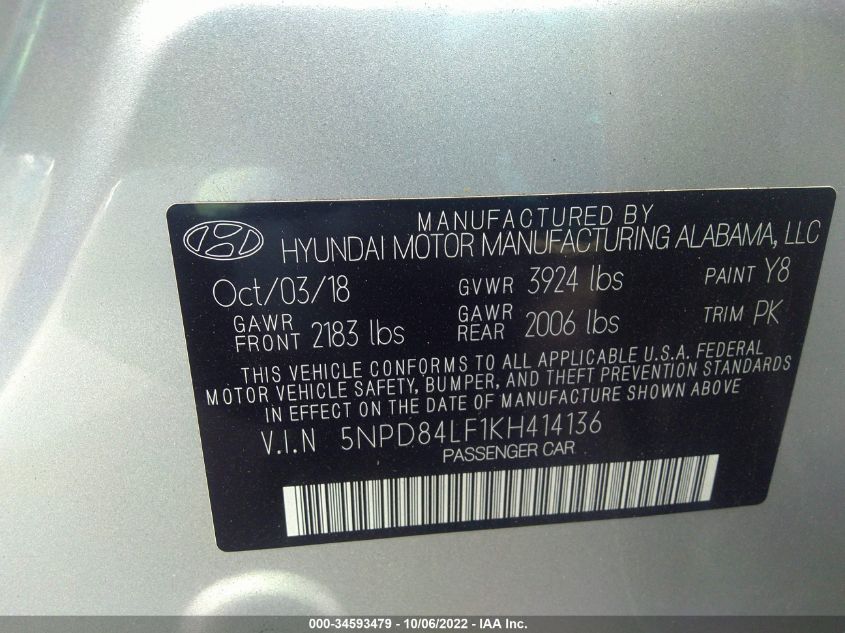 MANUFACTURED BY
HYUNDAI MOTOR MANUFACTURING ALABAMA, LLC
Oct/03/18 GVWR 3924 lbs PAINT Y8
GAWR FRONT 2183 lbs GAWR REAR 2006 lbs TRIM PK
THIS VEHICLE CONFORMS TO ALL APPLICABLE U.S.A. FEDERAL
MOTOR VEHICLE SAFETY, BUMPER, AND THEFT PREVENTION STANDARDS
IN EFFECT ON THE DATE OF MANUFACTURE SHOWN ABOVE
V.I.N 5NPD84LF1KH414136
PASSENGER CAR
000-34593479 - 10/06/2022 - IAA Inc.